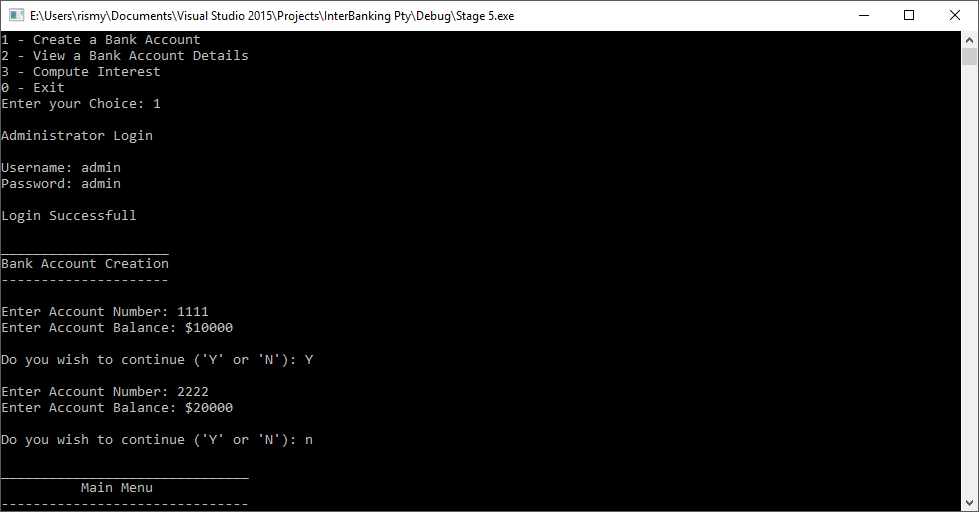 E:\Users\rismy\Documents\Visual Studio 2015\Projects\InterBanking Pty\Debug\Stage 5.exe
1 - Create a Bank Account
2 - View a Bank Account Details
3 - Compute Interest
0 - Exit
Enter your Choice: 1
Administrator Login
Username: admin
Password: admin
Login Successfull
_____________________
Bank Account Creation
---------------------
Enter Account Number: 1111
Enter Account Balance: $10000
Do you wish to continue ('Y' or 'N'): Y
Enter Account Number: 2222
Enter Account Balance: $20000
Do you wish to continue ('Y' or 'N'): n
_______________________________
Main Menu
-------------------------------